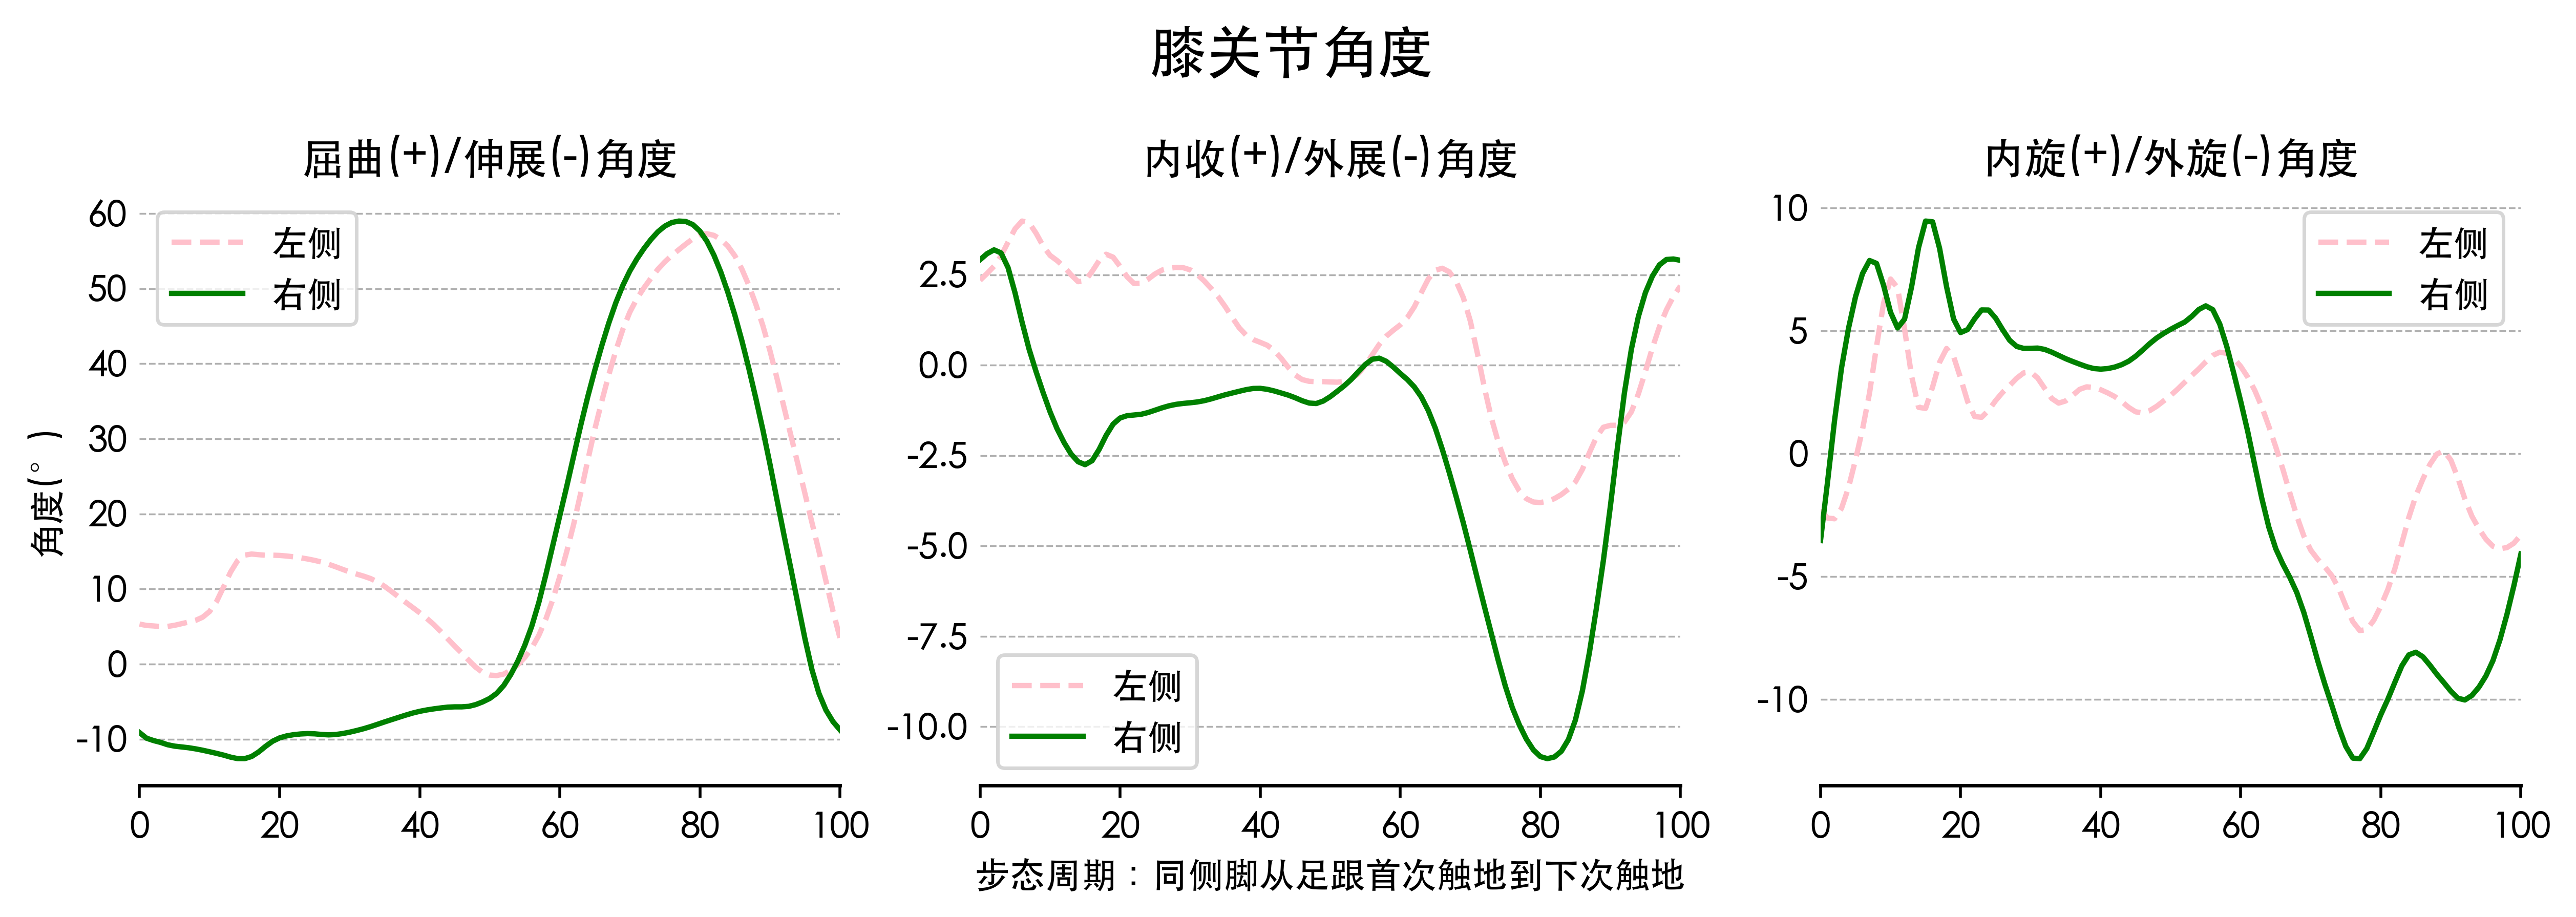 膝关节角度
屈曲(+)/伸展(-)角度
内收(+)/外展(-)角度
内旋(+)/外旋(-)角度
角度(°)
60
50
40
30
20
10
0
-10
左侧
右侧
0 20 40 60 80 100
2.5
0.0
-2.5
-5.0
-7.5
-10.0
左侧
右侧
0 20 40 60 80 100
10
5
0
-5
-10
左侧
右侧
0 20 40 60 80 100
步态周期：同侧脚从足跟首次触地到下次触地